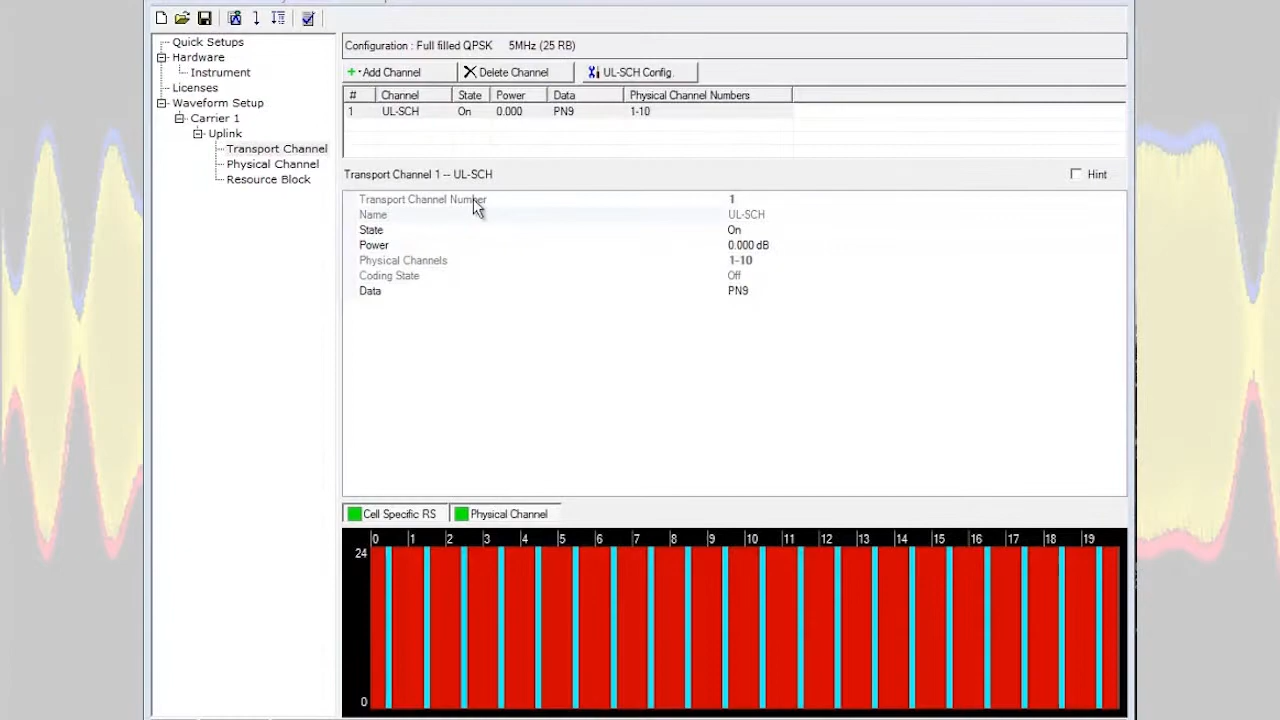 Quick Setups
Hardware
Instrument
Licenses
Waveform Setup
Carrier 1
Uplink
Transport Channel
Physical Channel
Resource Block
Configuration : Full filled QPSK 5MHz (25 RB)
Add Channel Delete Channel UL-SCH Config.
# Channel State Power Data Physical Channel Numbers
1 UL-SCH On 0.000 PN9 1-10
Transport Channel 1 -- UL-SCH Hint
Transport Channel Number 1
Name UL-SCH
State On
Power 0.000 dB
Physical Channels 1-10
Coding State Off
Data PN9
Cell Specific RS Physical Channel
0 1 2 3 4 5 6 7 8 9 10 11 12 13 14 15 16 17 18 19
24
0